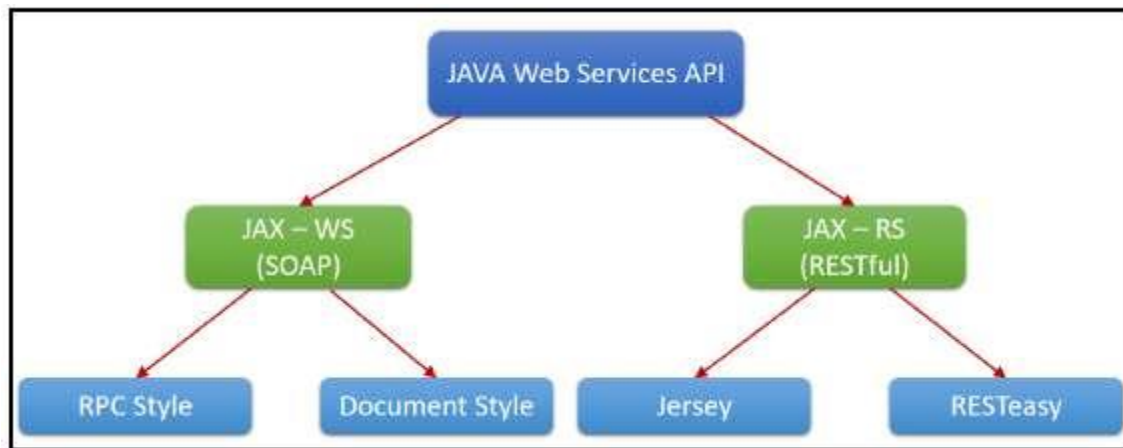 JAVA Web Services API
JAX – WS
(SOAP)
JAX – RS
(RESTful)
RPC Style
Document Style
Jersey
RESTeasy